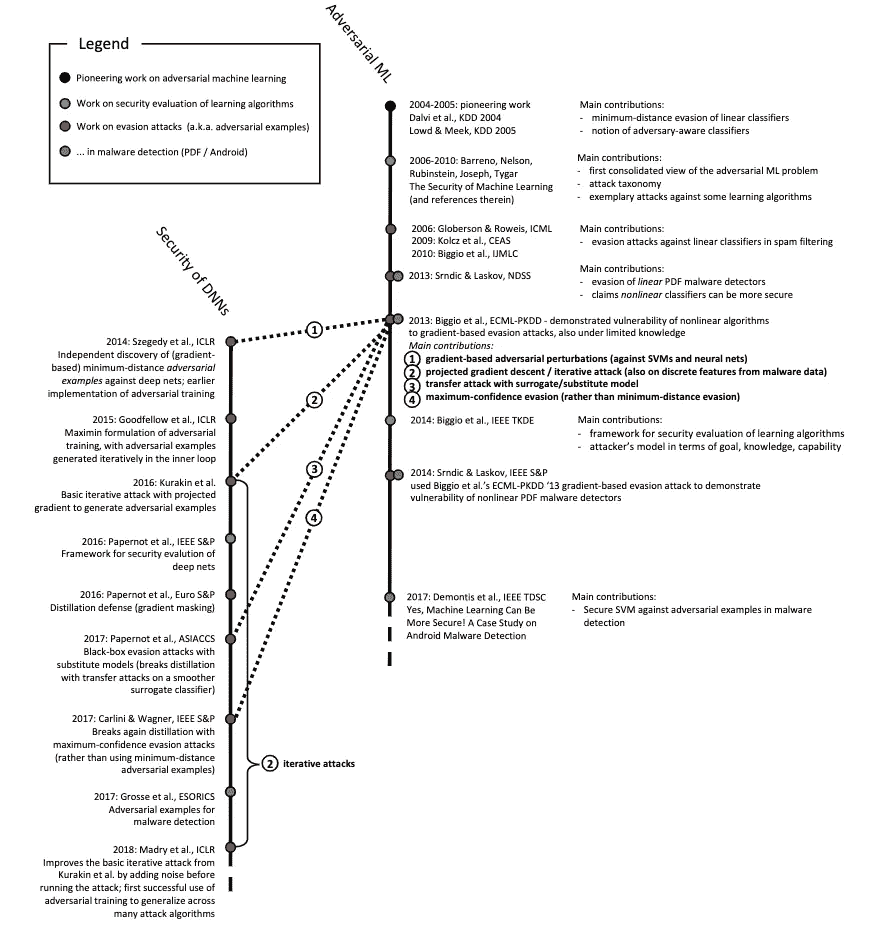 Legend
Pioneering work on adversarial machine learning
Work on security evaluation of learning algorithms
Work on evasion attacks (a.k.a. adversarial examples)
... in malware detection (PDF / Android)
Adversarial ML
2004-2005: pioneering work
Dalvi et al., KDD 2004
Lowd & Meek, KDD 2005
Main contributions:
- minimum-distance evasion of linear classifiers
- notion of adversary-aware classifiers
2006-2010: Barreno, Nelson,
Rubinstein, Joseph, Tygar
The Security of Machine Learning
(and references therein)
Main contributions:
- first consolidated view of the adversarial ML problem
- attack taxonomy
- exemplary attacks against some learning algorithms
2006: Globerson & Roweis, ICML
2009: Kolcz et al., CEAS
2010: Biggio et al., IJMLC
Main contributions:
- evasion attacks against linear classifiers in spam filtering
2013: Srndic & Laskov, NDSS
Main contributions:
- evasion of linear PDF malware detectors
- claims nonlinear classifiers can be more secure
2013: Biggio et al., ECML-PKDD - demonstrated vulnerability of nonlinear algorithms
to gradient-based evasion attacks, also under limited knowledge
Main contributions:
1 gradient-based adversarial perturbations (against SVMs and neural nets)
2 projected gradient descent / iterative attack (also on discrete features from malware data)
3 transfer attack with surrogate/substitute model
4 maximum-confidence evasion (rather than minimum-distance evasion)
2014: Biggio et al., IEEE TKDE
Main contributions:
- framework for security evaluation of learning algorithms
- attacker's model in terms of goal, knowledge, capability
2014: Srndic & Laskov, IEEE S&P
used Biggio et al.'s ECML-PKDD '13 gradient-based evasion attack to demonstrate
vulnerability of nonlinear PDF malware detectors
2017: Demontis et al., IEEE TDSC
Yes, Machine Learning Can Be
More Secure! A Case Study on
Android Malware Detection
Main contributions:
- Secure SVM against adversarial examples in malware
detection
Security of DNNs
2014: Szegedy et al., ICLR
Independent discovery of (gradient-
based) minimum-distance adversarial
examples against deep nets; earlier
implementation of adversarial training
2015: Goodfellow et al., ICLR
Maximin formulation of adversarial
training, with adversarial examples
generated iteratively in the inner loop
2016: Kurakin et al.
Basic iterative attack with projected
gradient to generate adversarial examples
2016: Papernot et al., IEEE S&P
Framework for security evalution of
deep nets
2016: Papernot et al., Euro S&P
Distillation defense (gradient masking)
2017: Papernot et al., ASIACCS
Black-box evasion attacks with
substitute models (breaks distillation
with transfer attacks on a smoother
surrogate classifier)
2017: Carlini & Wagner, IEEE S&P
Breaks again distillation with
maximum-confidence evasion attacks
(rather than using minimum-distance
adversarial examples)
2017: Grosse et al., ESORICS
Adversarial examples for
malware detection
2018: Madry et al., ICLR
Improves the basic iterative attack from
Kurakin et al. by adding noise before
running the attack; first successful use of
adversarial training to generalize across
many attack algorithms
1
2
3
4
2 iterative attacks